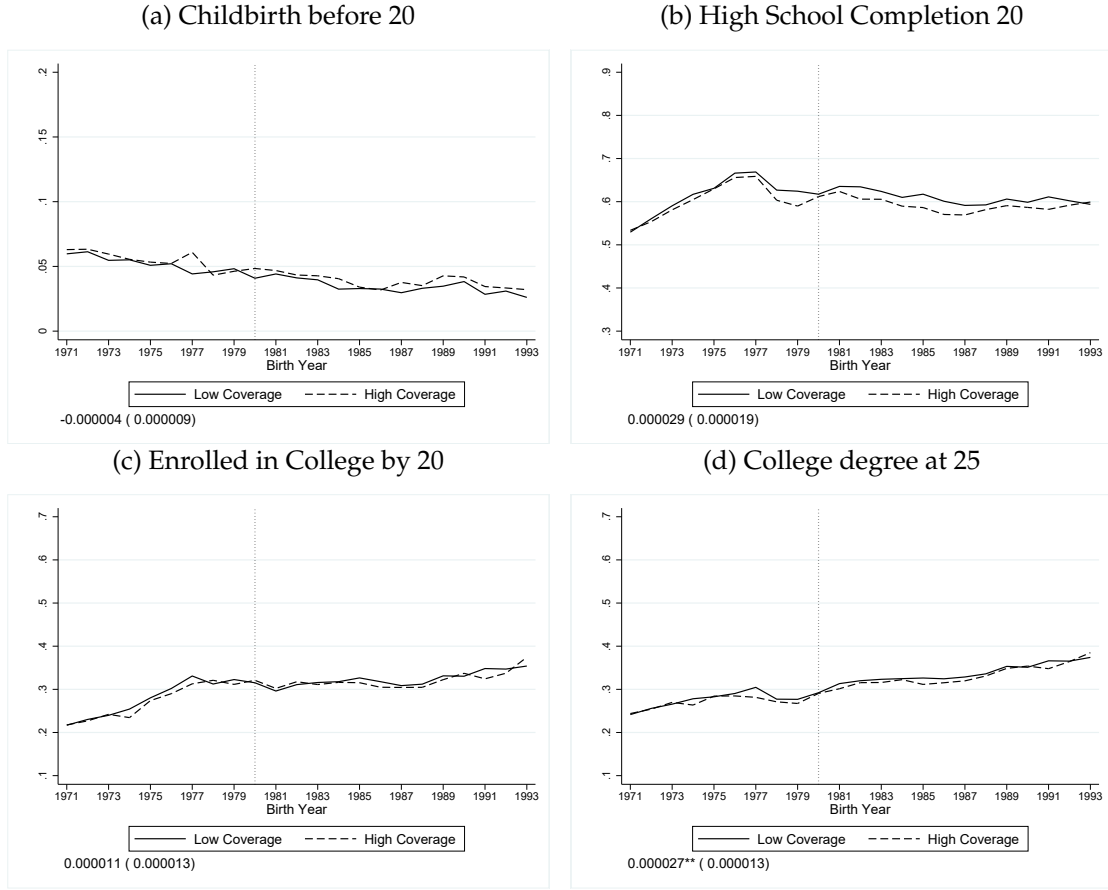 (a) Childbirth before 20
.2
.15
.1
.05
0
1971 1973 1975 1977 1979 1981 1983 1985 1987 1989 1991 1993
Birth Year
Low Coverage High Coverage
-0.000004 ( 0.000009)
(b) High School Completion 20
.9
.8
.7
.6
.5
.4
.3
1971 1973 1975 1977 1979 1981 1983 1985 1987 1989 1991 1993
Birth Year
Low Coverage High Coverage
0.000029 ( 0.000019)
(c) Enrolled in College by 20
.7
.6
.5
.4
.3
.2
.1
1971 1973 1975 1977 1979 1981 1983 1985 1987 1989 1991 1993
Birth Year
Low Coverage High Coverage
0.000011 ( 0.000013)
(d) College degree at 25
.7
.6
.5
.4
.3
.2
.1
1971 1973 1975 1977 1979 1981 1983 1985 1987 1989 1991 1993
Birth Year
Low Coverage High Coverage
0.000027** ( 0.000013)